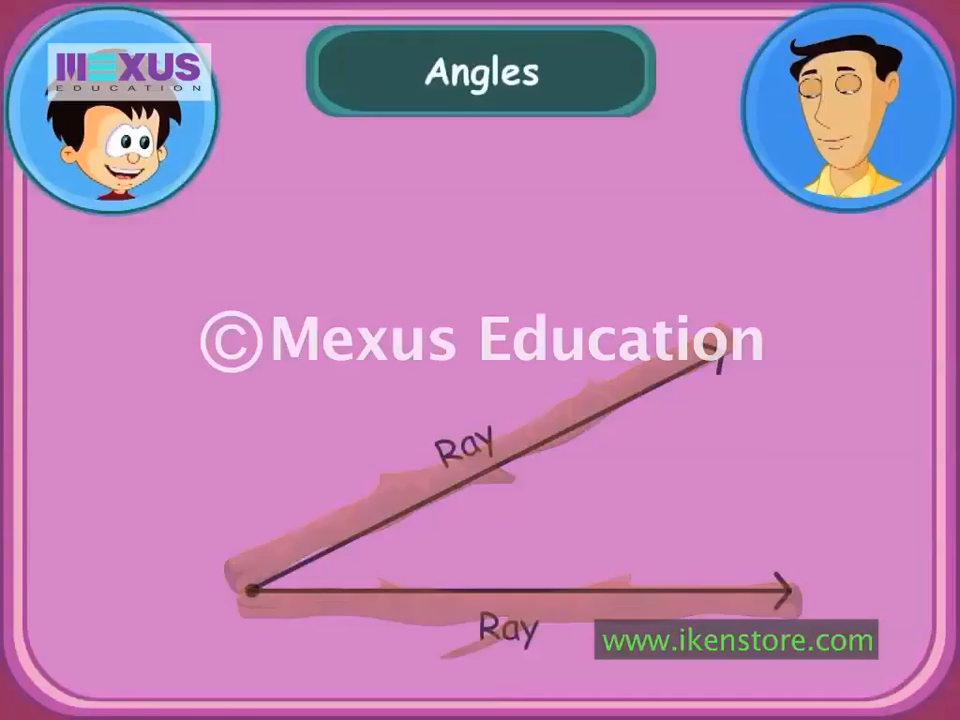 MEXUS
EDUCATION
Angles
©Mexus Education
Ray
Ray
www.ikenstore.com